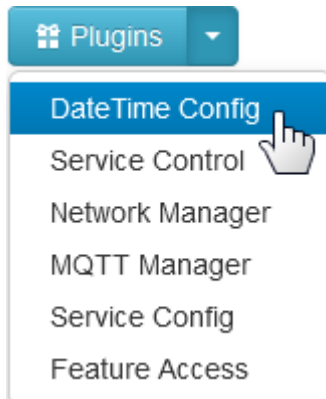 Plugins
DateTime Config
Service Control
Network Manager
MQTT Manager
Service Config
Feature Access